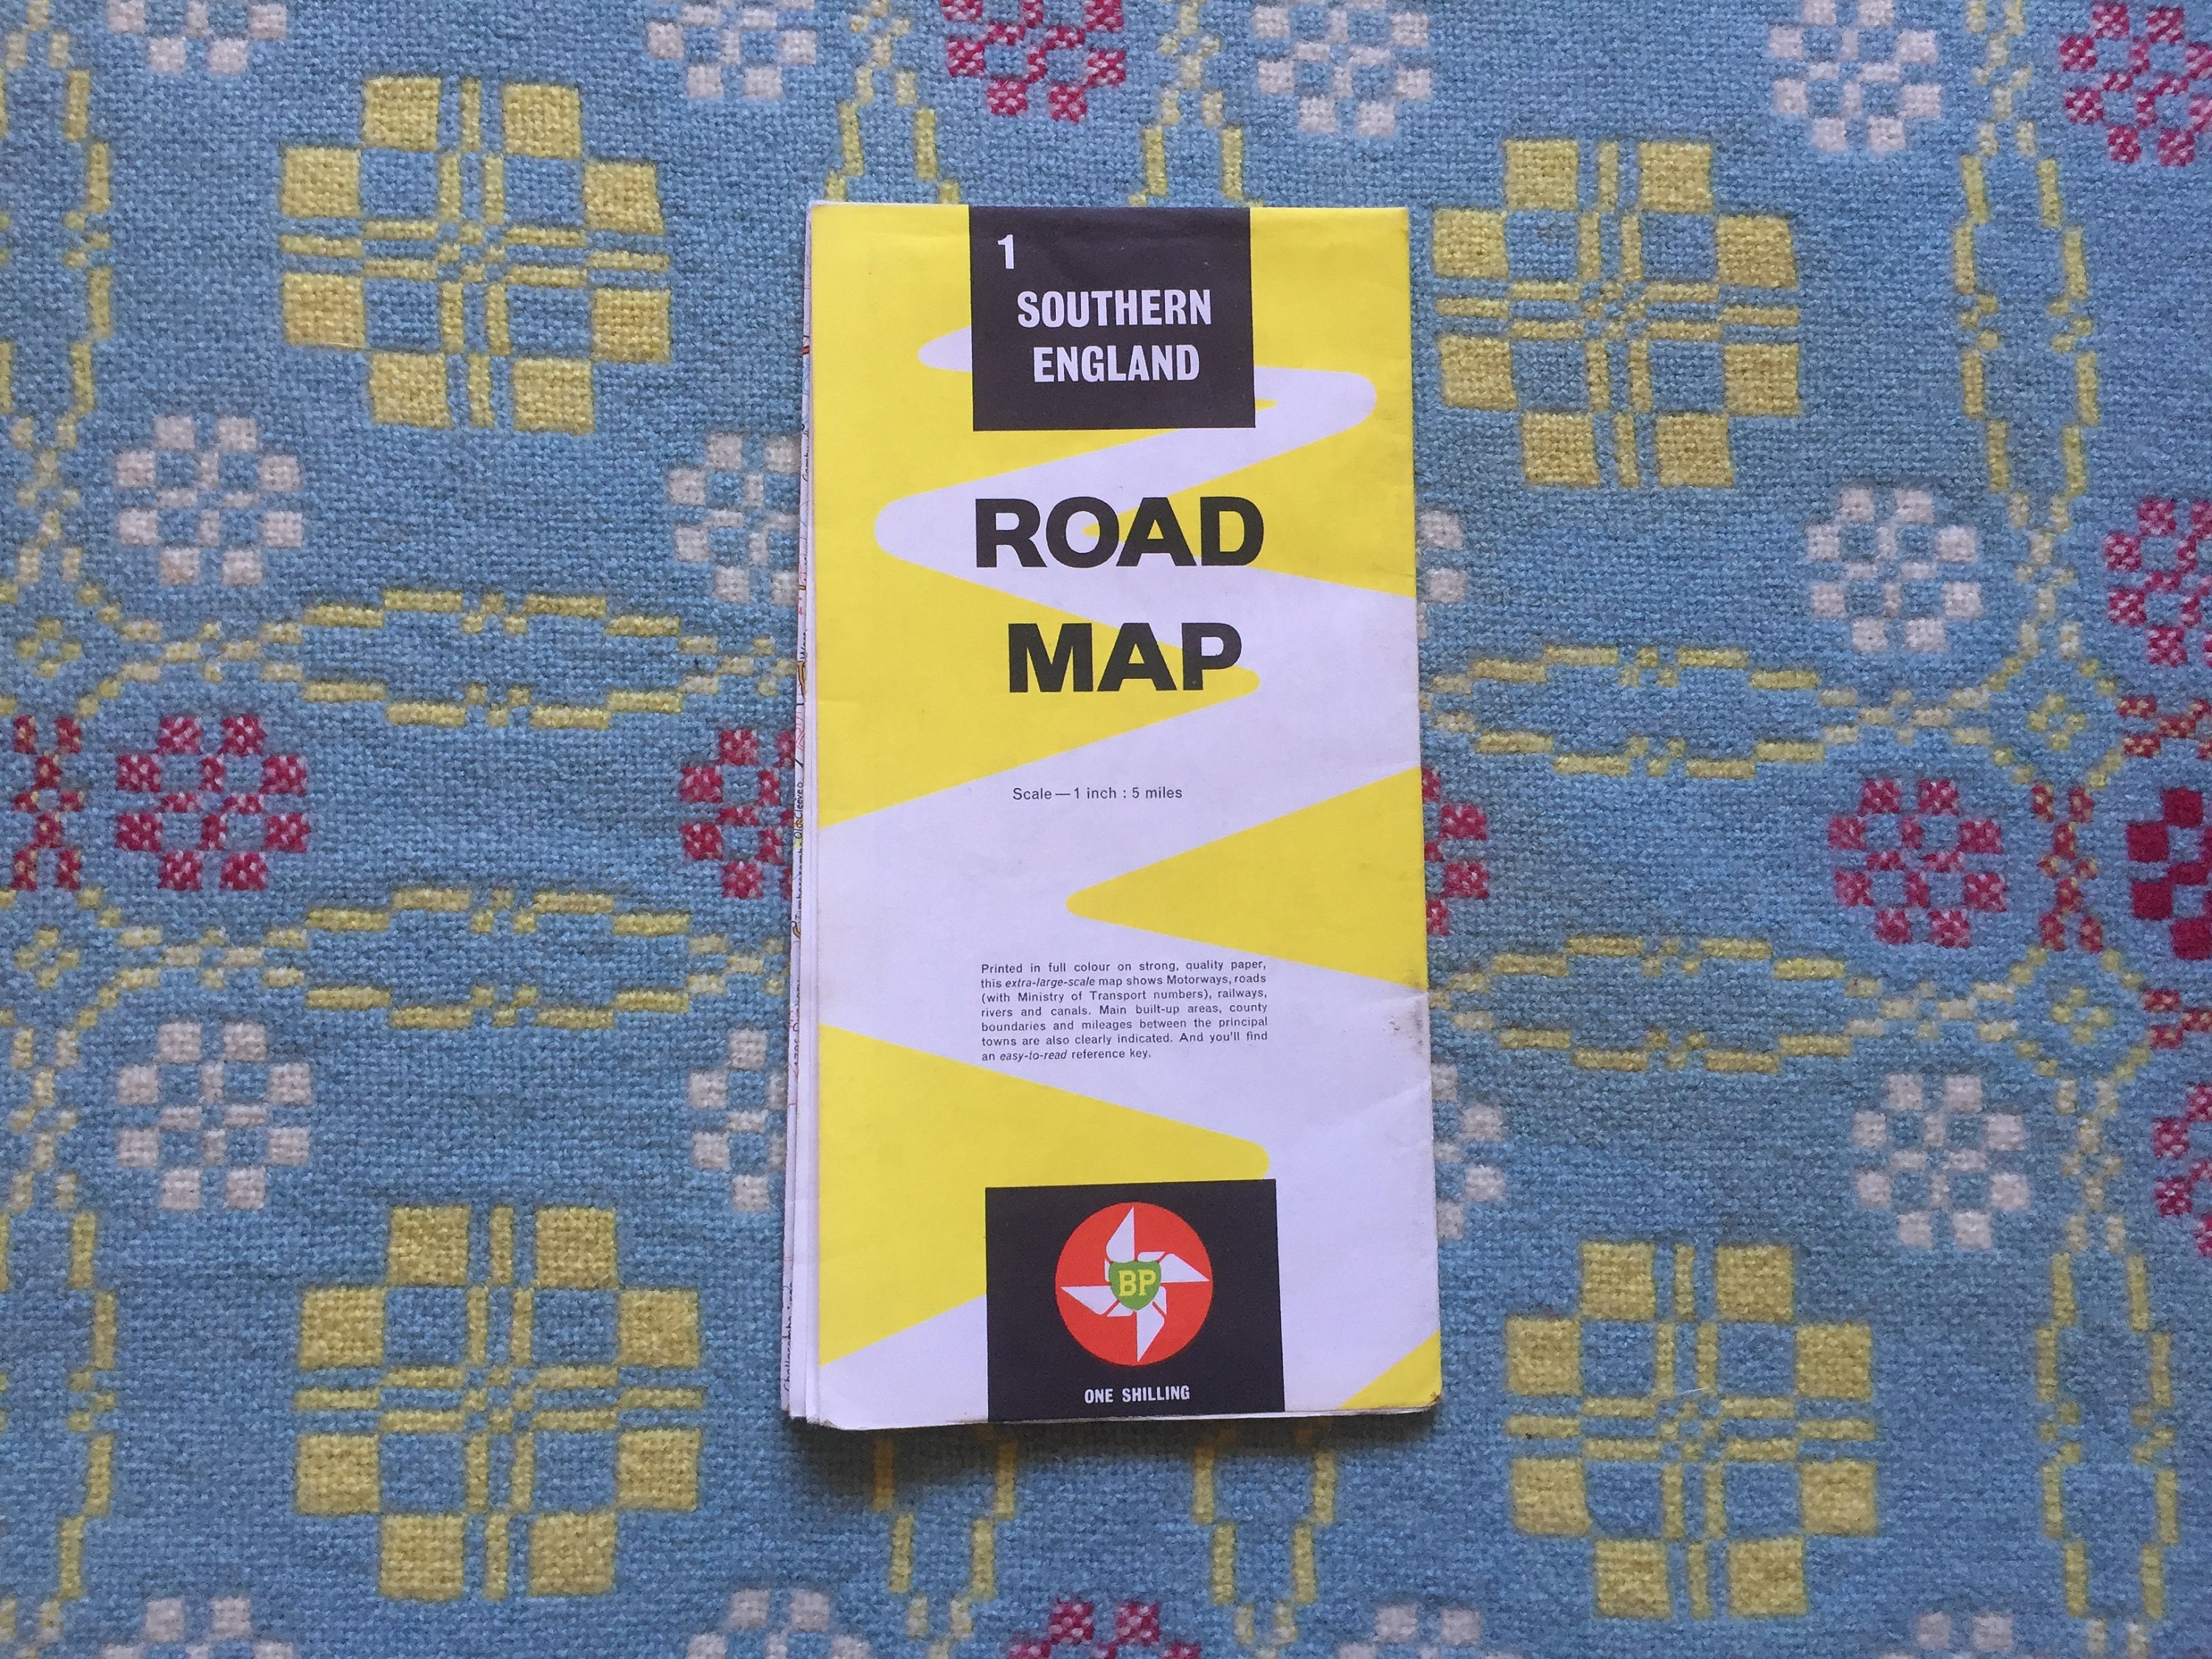 1
SOUTHERN
ENGLAND
ROAD
MAP
Scale—1 inch : 5 miles
Printed in full colour on strong, quality paper,
this extra-large-scale map shows Motorways, roads
(with Ministry of Transport numbers), railways,
rivers and canals. Main built-up areas, county
boundaries and mileages between the principal
towns are also clearly indicated. And you'll find
an easy-to-read reference key.
BP
ONE SHILLING